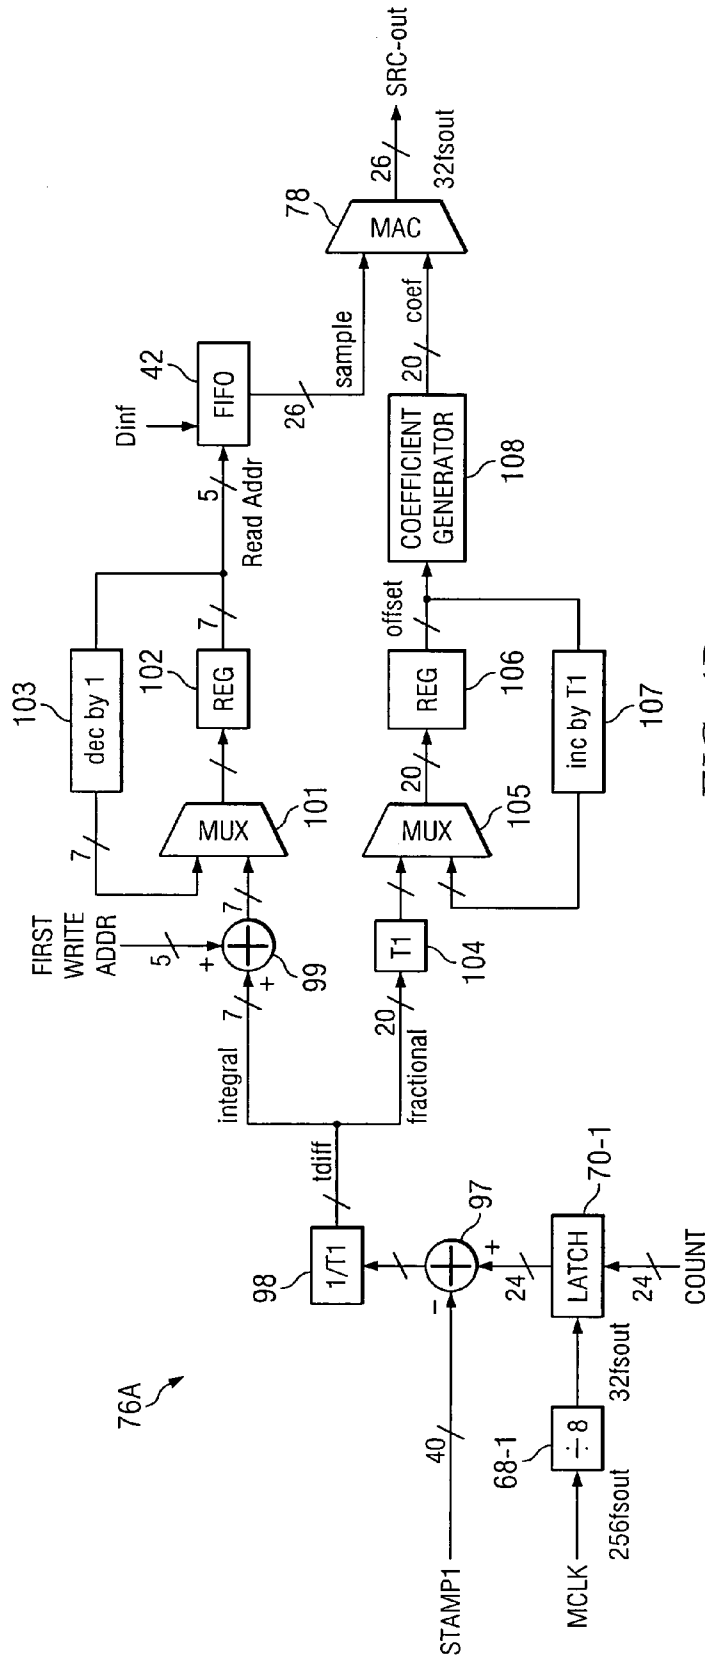 76A
STAMP1
40
MCLK
256fsout
68-1
÷8
32fsout
LATCH
70-1
24
COUNT
24
97
+
−
98
1/T1
tdiff
integral
7
fractional
20
FIRST
WRITE
ADDR
5
+
+
99
7
MUX
101
7
103
dec by 1
102
REG
7
5
Read Addr
Dinf
42
FIFO
26
sample
T1
104
MUX
105
20
REG
106
inc by T1
107
offset
COEFFICIENT
GENERATOR
108
20
coef
78
MAC
26
32fsout
SRC-out